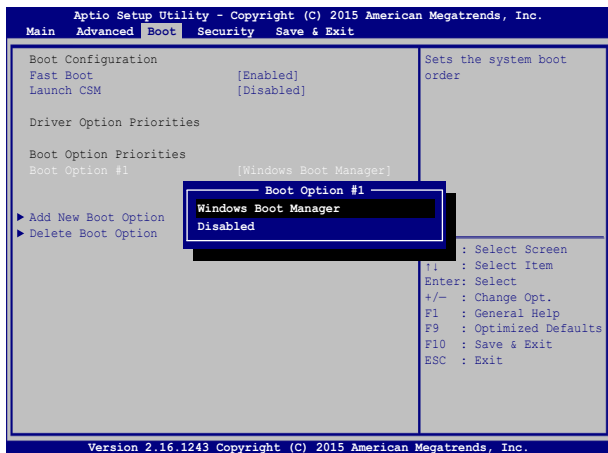 Aptio Setup Utility - Copyright (C) 2015 American Megatrends, Inc.
Main Advanced Boot Security Save & Exit
Boot Configuration
Fast Boot [Enabled]
Launch CSM [Disabled]
Driver Option Priorities
Boot Option Priorities
Boot Option #1 [Windows Boot Manager]
Add New Boot Option
Delete Boot Option
Boot Option #1
Windows Boot Manager
Disabled
Sets the system boot
order
: Select Screen
↑↓ : Select Item
Enter: Select
+/— : Change Opt.
F1 : General Help
F9 : Optimized Defaults
F10 : Save & Exit
ESC : Exit
Version 2.16.1243 Copyright (C) 2015 American Megatrends, Inc.